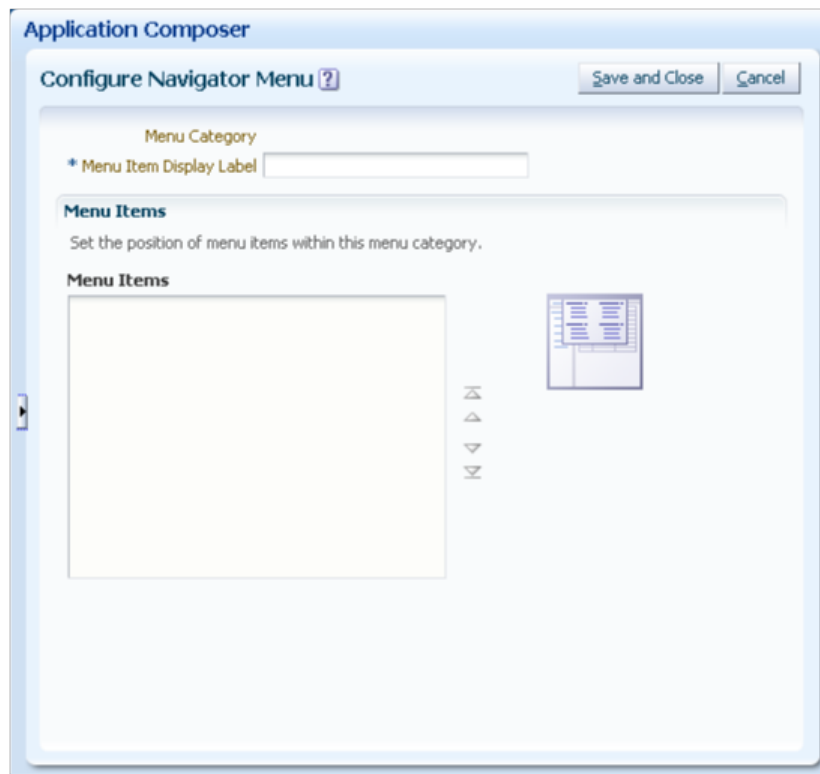 Application Composer
Configure Navigator Menu ?
Save and Close
Cancel
Menu Category
* Menu Item Display Label
Menu Items
Set the position of menu items within this menu category.
Menu Items